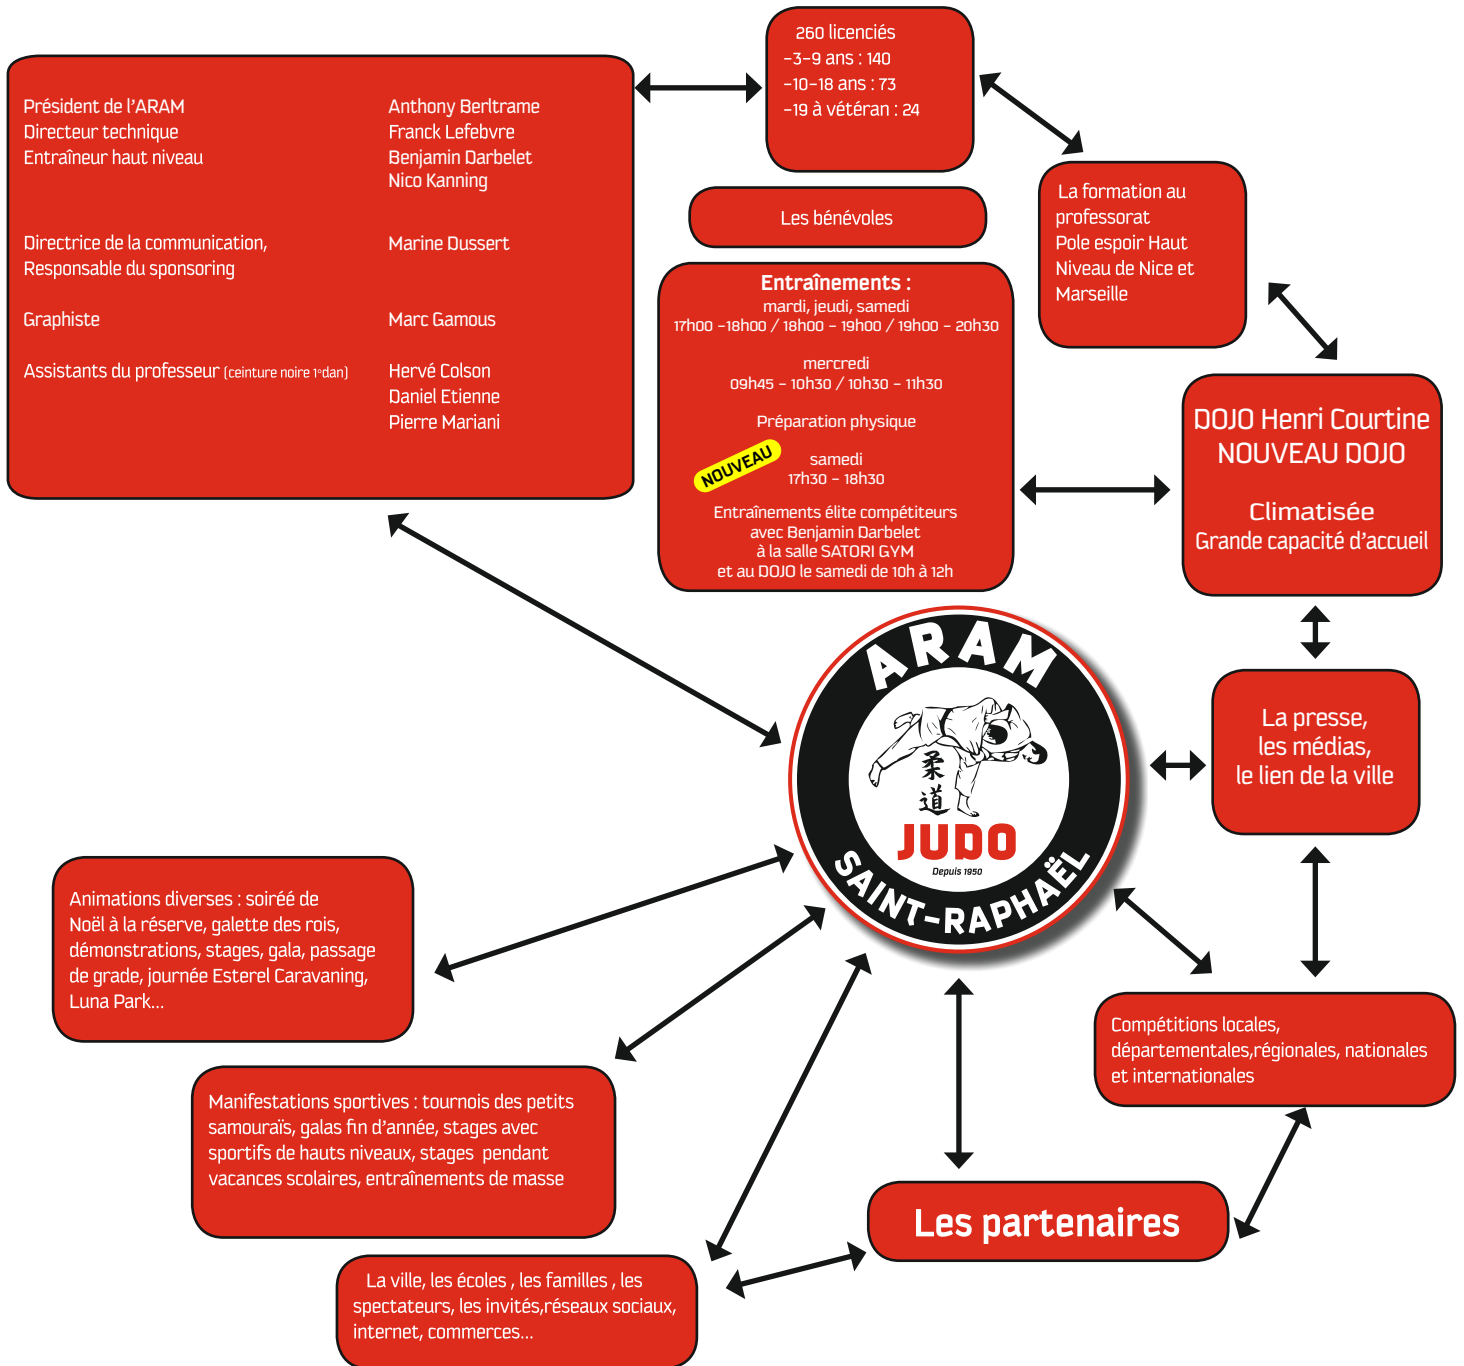 260 licenciés
-3-9 ans : 140
-10-18 ans : 73
-19 à vétéran : 24
Président de l'ARAM Anthony Berltrame
Directeur technique Franck Lefebvre
Entraîneur haut niveau Benjamin Darbelet
Nico Kanning
Directrice de la communication, Marine Dussert
Responsable du sponsoring
Graphiste Marc Gamous
Assistants du professeur (ceinture noire 1°dan) Hervé Colson
Daniel Etienne
Pierre Mariani
Les bénévoles
La formation au
professorat
Pole espoir Haut
Niveau de Nice et
Marseille
Entraînements :
mardi, jeudi, samedi
17h00 -18h00 / 18h00 - 19h00 / 19h00 - 20h30
mercredi
09h45 - 10h30 / 10h30 - 11h30
Préparation physique
NOUVEAU
samedi
17h30 - 18h30
Entraînements élite compétiteurs
avec Benjamin Darbelet
à la salle SATORI GYM
et au DOJO le samedi de 10h à 12h
DOJO Henri Courtine
NOUVEAU DOJO
Climatisée
Grande capacité d'accueil
ARAM
柔
道
JUDO
Depuis 1950
SAINT-RAPHAËL
La presse,
les médias,
le lien de la ville
Animations diverses : soiréé de
Noël à la réserve, galette des rois,
démonstrations, stages, gala, passage
de grade, journée Esterel Caravaning,
Luna Park...
Compétitions locales,
départementales,régionales, nationales
et internationales
Manifestations sportives : tournois des petits
samouraïs, galas fin d'année, stages avec
sportifs de hauts niveaux, stages pendant
vacances scolaires, entraînements de masse
Les partenaires
La ville, les écoles , les familles , les
spectateurs, les invités,réseaux sociaux,
internet, commerces...